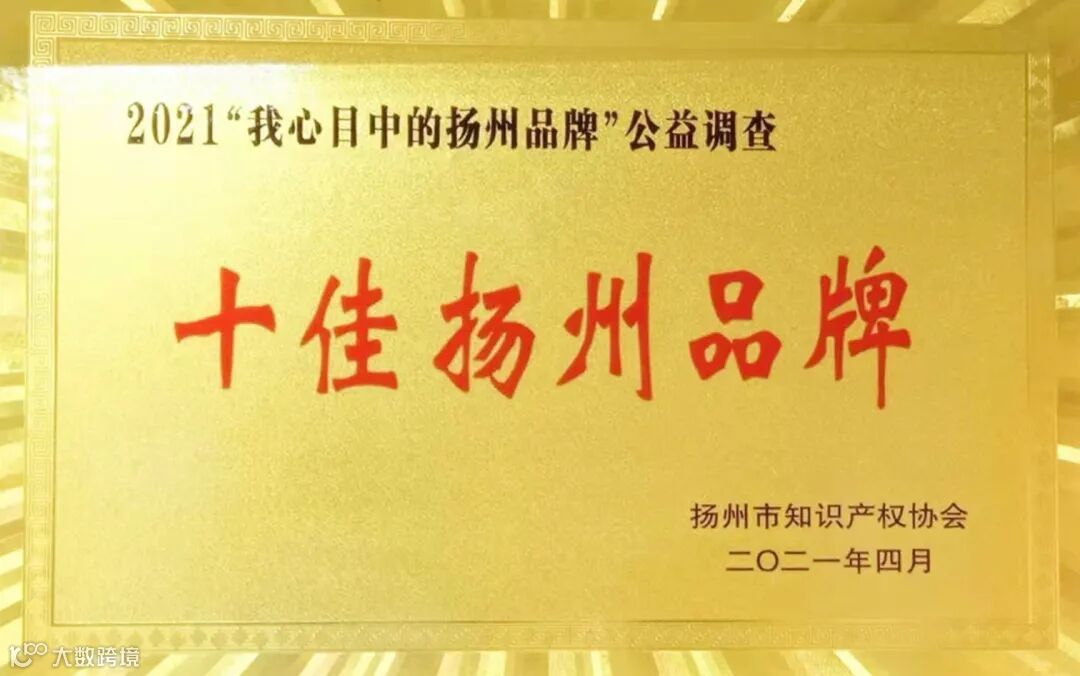 2021“我心目中的扬州品牌”公益调查
十佳扬州品牌
扬州市知识产权协会
二〇二一年四月
大数跨境